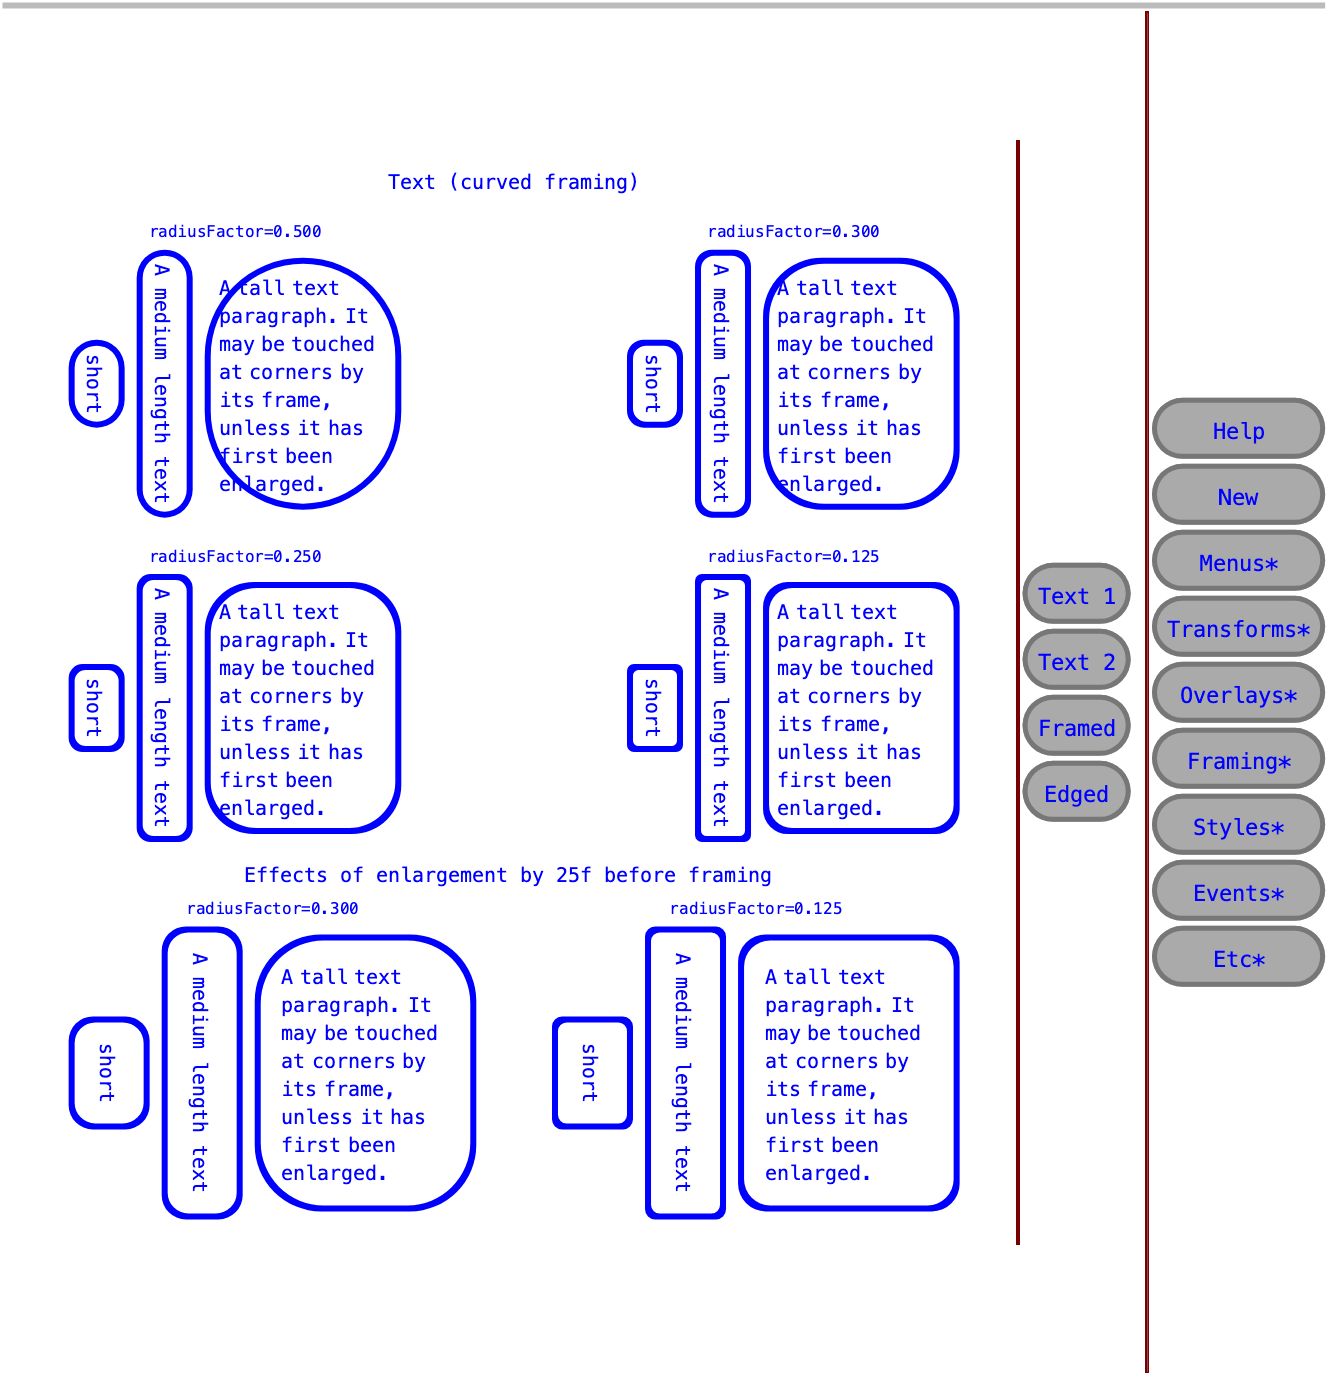 Text (curved framing)
radiusFactor=0.500
short
A medium length text
A tall text
paragraph. It
may be touched
at corners by
its frame,
unless it has
first been
enlarged.
radiusFactor=0.300
short
A medium length text
A tall text
paragraph. It
may be touched
at corners by
its frame,
unless it has
first been
enlarged.
radiusFactor=0.250
short
A medium length text
A tall text
paragraph. It
may be touched
at corners by
its frame,
unless it has
first been
enlarged.
radiusFactor=0.125
short
A medium length text
A tall text
paragraph. It
may be touched
at corners by
its frame,
unless it has
first been
enlarged.
Effects of enlargement by 25f before framing
radiusFactor=0.300
short
A medium length text
A tall text
paragraph. It
may be touched
at corners by
its frame,
unless it has
first been
enlarged.
radiusFactor=0.125
short
A medium length text
A tall text
paragraph. It
may be touched
at corners by
its frame,
unless it has
first been
enlarged.
Text 1
Text 2
Framed
Edged
Help
New
Menus*
Transforms*
Overlays*
Framing*
Styles*
Events*
Etc*